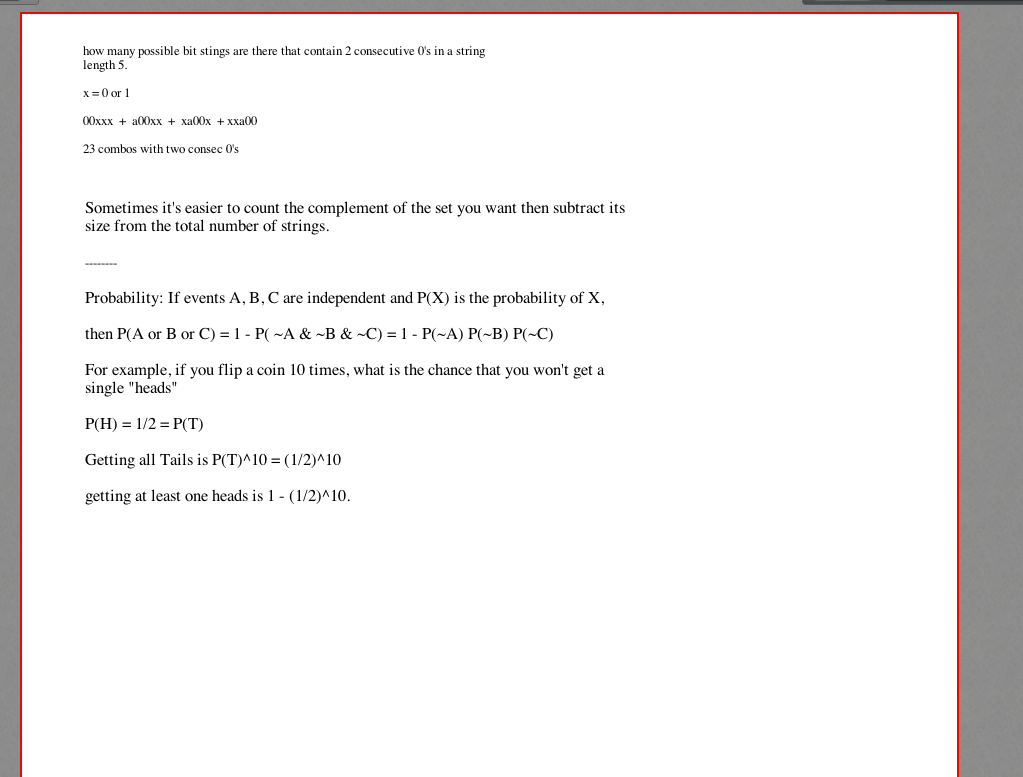 how many possible bit stings are there that contain 2 consecutive 0's in a string
length 5.
x = 0 or 1
00xxx + a00xx + xa00x + xxa00
23 combos with two consec 0's
Sometimes it's easier to count the complement of the set you want then subtract its
size from the total number of strings.
--------
Probability: If events A, B, C are independent and P(X) is the probability of X,
then P(A or B or C) = 1 - P( ~A & ~B & ~C) = 1 - P(~A) P(~B) P(~C)
For example, if you flip a coin 10 times, what is the chance that you won't get a
single "heads"
P(H) = 1/2 = P(T)
Getting all Tails is P(T)^10 = (1/2)^10
getting at least one heads is 1 - (1/2)^10.